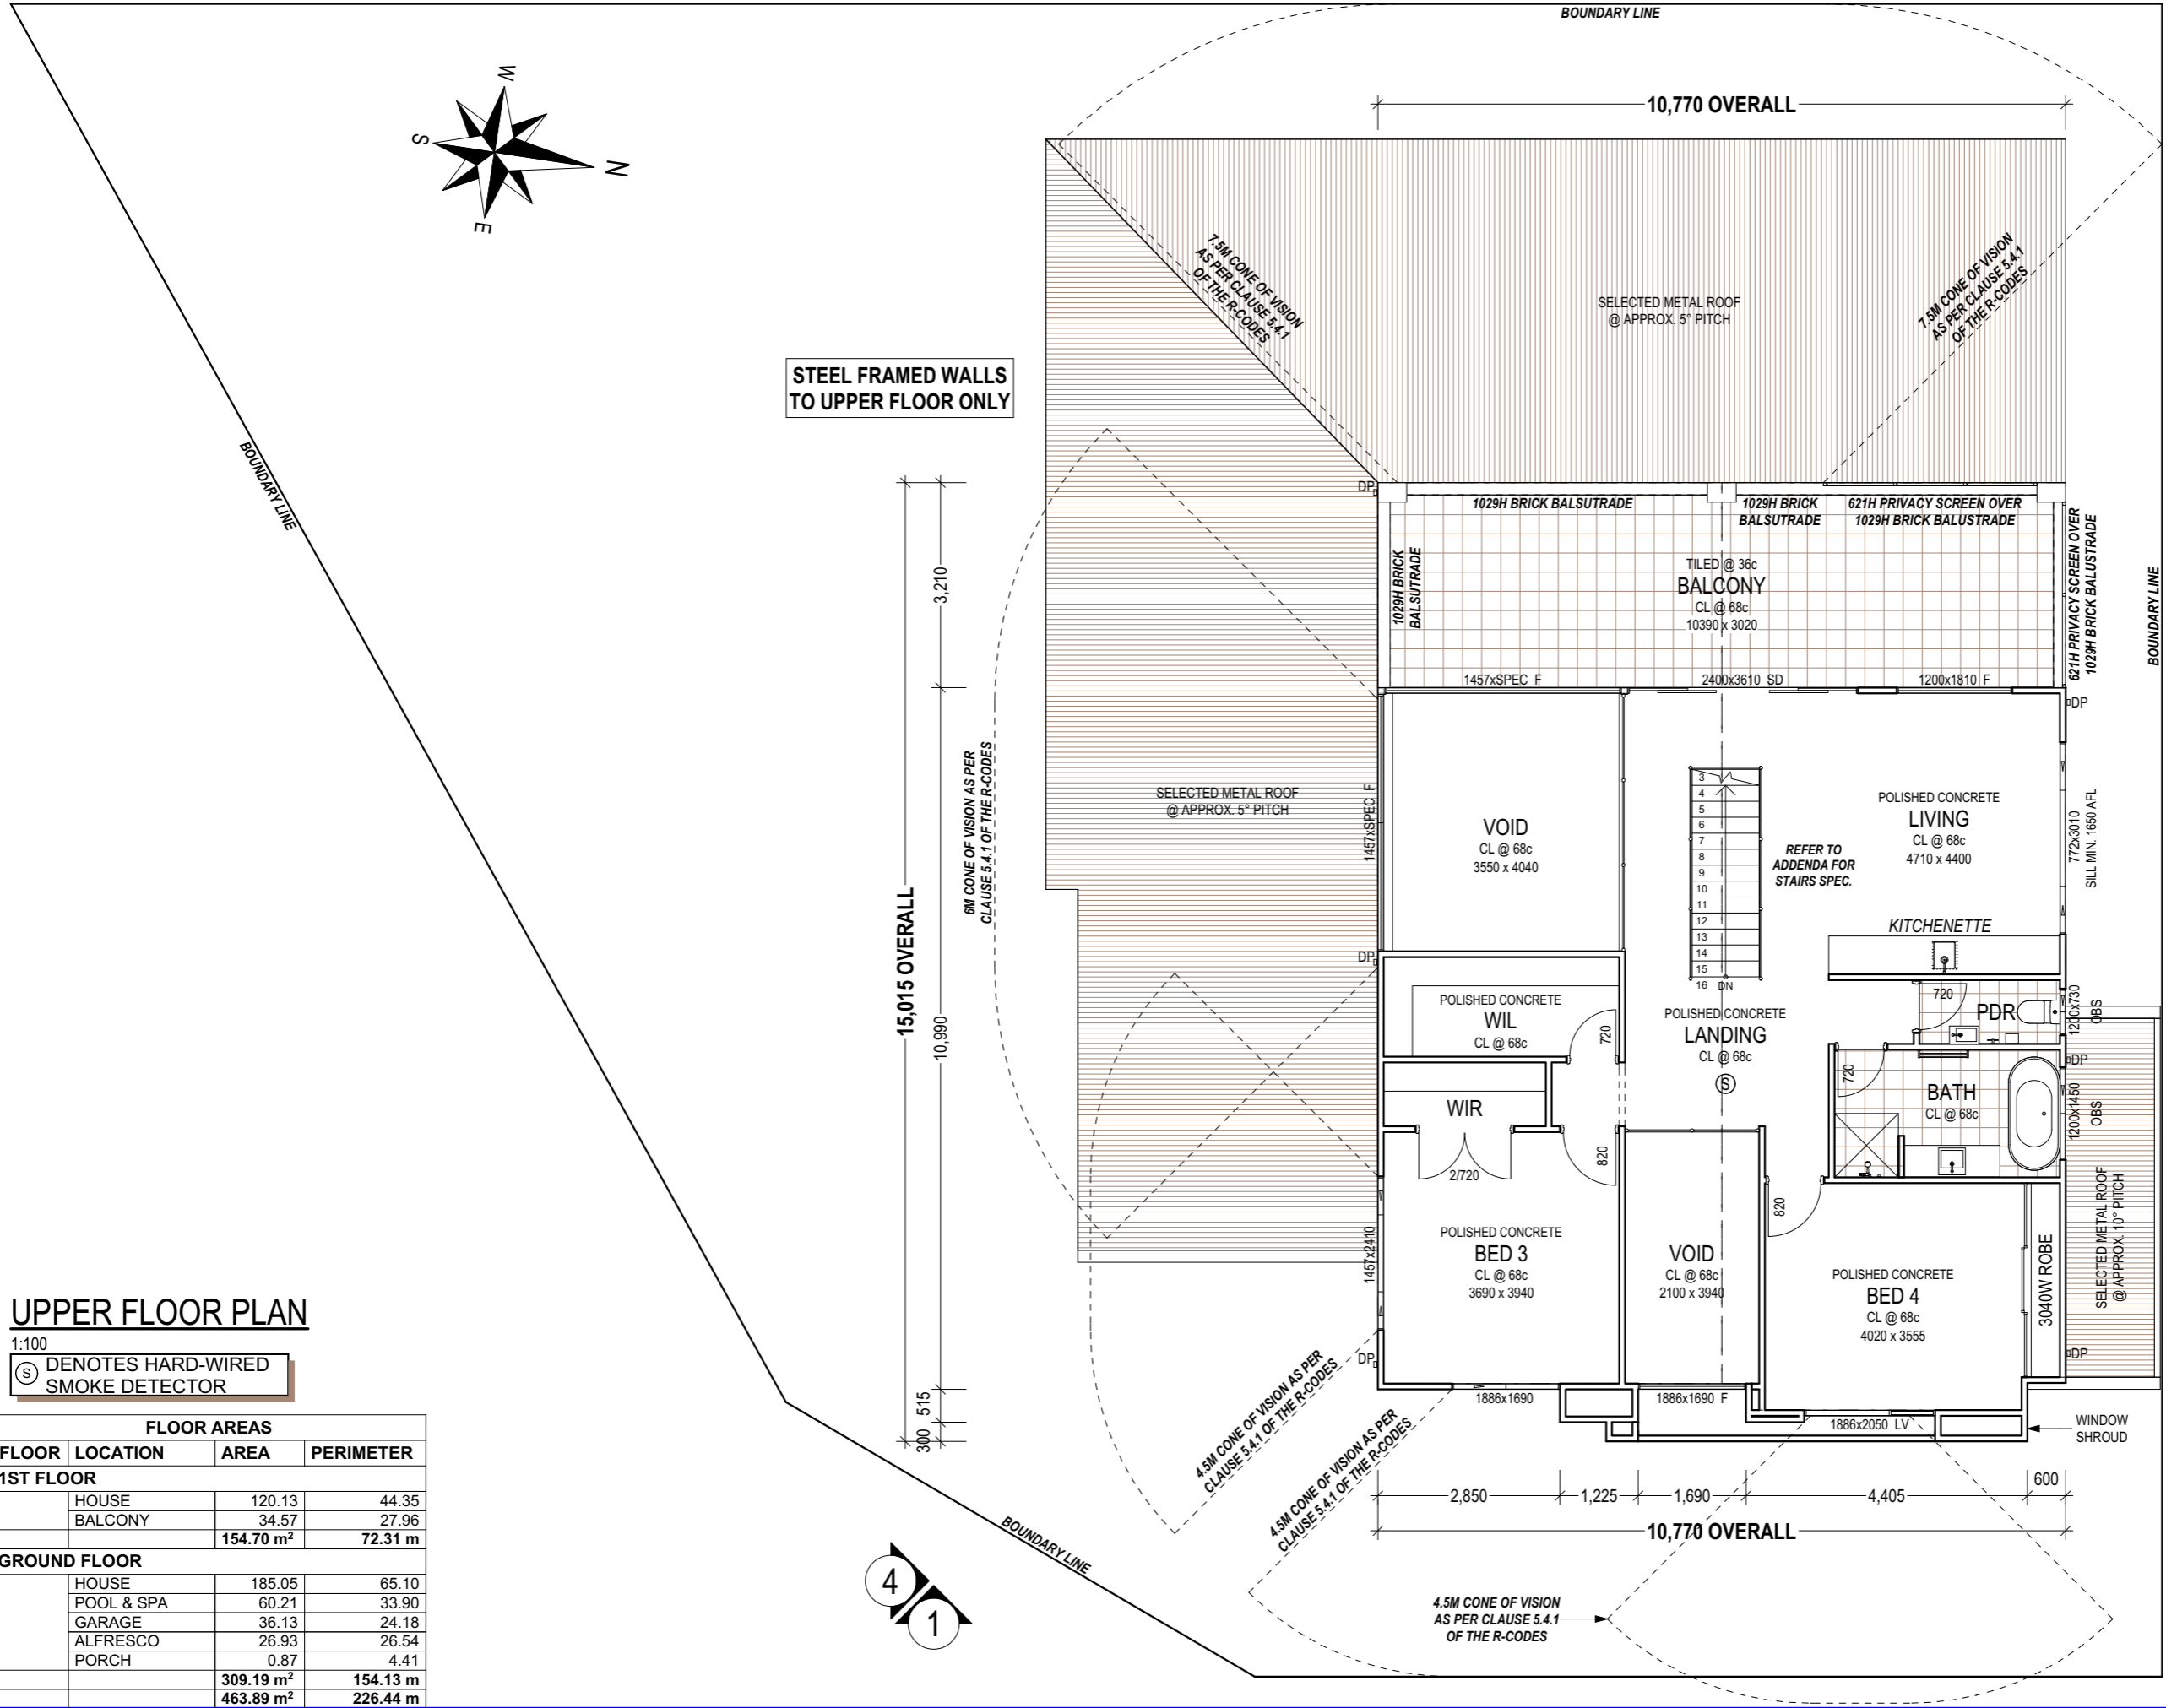 BOUNDARY LINE
W
S
N
E
10,770 OVERALL
7.5M CONE OF VISION
AS PER CLAUSE 5.4.1
OF THE R-CODES
SELECTED METAL ROOF
@ APPROX. 5° PITCH
7.5M CONE OF VISION
AS PER CLAUSE 5.4.1
OF THE R-CODES
STEEL FRAMED WALLS
TO UPPER FLOOR ONLY
BOUNDARY LINE
DP
1029H BRICK BALSUTRADE
1029H BRICK
BALSUTRADE
621H PRIVACY SCREEN OVER
1029H BRICK BALUSTRADE
1029H BRICK
BALSUTRADE
TILED @ 36c
BALCONY
CL @ 68c
10390 x 3020
621H PRIVACY SCREEN OVER
1029H BRICK BALUSTRADE
BOUNDARY LINE
3,210
1457xSPEC F
2400x3610 SD
1200x1810 F
DP
15,015 OVERALL
10,990
6M CONE OF VISION AS PER
CLAUSE 5.4.1 OF THE R-CODES
SELECTED METAL ROOF
@ APPROX. 5° PITCH
1457xSPEC F
VOID
CL @ 68c
3550 x 4040
3
4
5
6
7
8
9
10
11
12
13
14
15
16 DN
REFER TO
ADDENDA FOR
STAIRS SPEC.
POLISHED CONCRETE
LIVING
CL @ 68c
4710 x 4400
772x3010
SILL MIN. 1650 AFL
KITCHENETTE
DP
POLISHED CONCRETE
WIL
CL @ 68c
720
POLISHED CONCRETE
LANDING
CL @ 68c
S
720
PDR
1200x730
OBS
DP
720
BATH
CL @ 68c
1200x1450
OBS
WIR
2/720
820
820
1457x2410
POLISHED CONCRETE
BED 3
CL @ 68c
3690 x 3940
VOID
CL @ 68c
2100 x 3940
POLISHED CONCRETE
BED 4
CL @ 68c
4020 x 3555
3040W ROBE
SELECTED METAL ROOF
@ APPROX. 10° PITCH
DP
DP
515
300
1886x1690
1886x1690 F
1886x2050 LV
WINDOW
SHROUD
4.5M CONE OF VISION AS PER
CLAUSE 5.4.1 OF THE R-CODES
4.5M CONE OF VISION AS PER
CLAUSE 5.4.1 OF THE R-CODES
2,850
1,225
1,690
4,405
600
10,770 OVERALL
BOUNDARY LINE
4
1
4.5M CONE OF VISION
AS PER CLAUSE 5.4.1
OF THE R-CODES
UPPER FLOOR PLAN
1:100
S DENOTES HARD-WIRED
SMOKE DETECTOR
FLOOR AREAS
FLOOR LOCATION AREA PERIMETER
1ST FLOOR
HOUSE 120.13 44.35
BALCONY 34.57 27.96
154.70 m² 72.31 m
GROUND FLOOR
HOUSE 185.05 65.10
POOL & SPA 60.21 33.90
GARAGE 36.13 24.18
ALFRESCO 26.93 26.54
PORCH 0.87 4.41
309.19 m² 154.13 m
463.89 m² 226.44 m